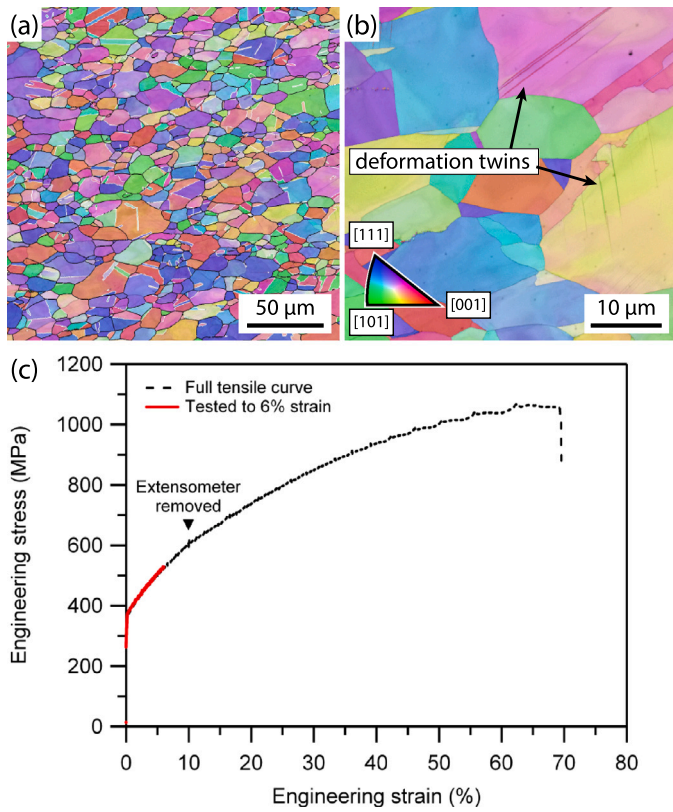 (a)
50 µm
(b)
deformation twins
[111]
[101]
[001]
10 µm
(c)
Full tensile curve
Tested to 6% strain
Extensometer
removed
Engineering stress (MPa)
1200
1000
800
600
400
200
0
0 10 20 30 40 50 60 70 80
Engineering strain (%)